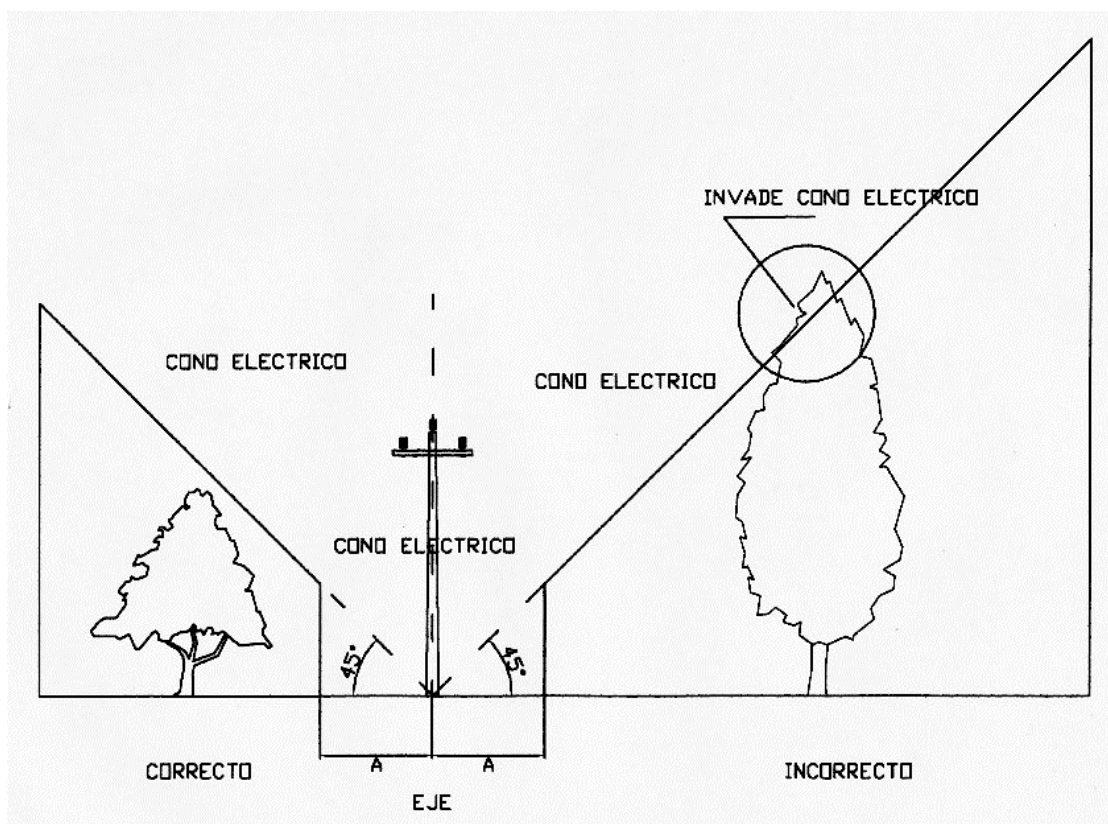 INVADE CONO ELECTRICO
CONO ELECTRICO
CONO ELECTRICO
CONO ELECTRICO
45°
45°
A
A
CORRECTO
INCORRECTO
EJE